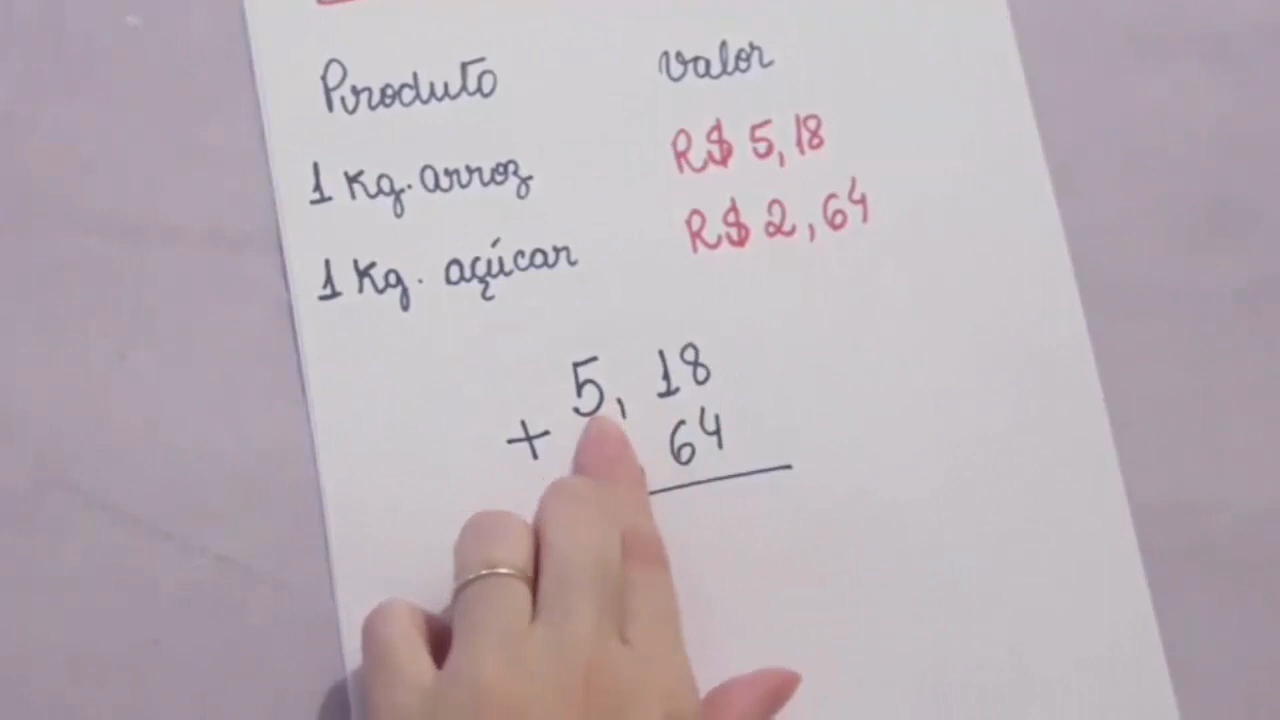 Produto valor
1 Kg. arroz R$ 5,18
1 Kg. açúcar R$ 2,64
5,18
+ 64